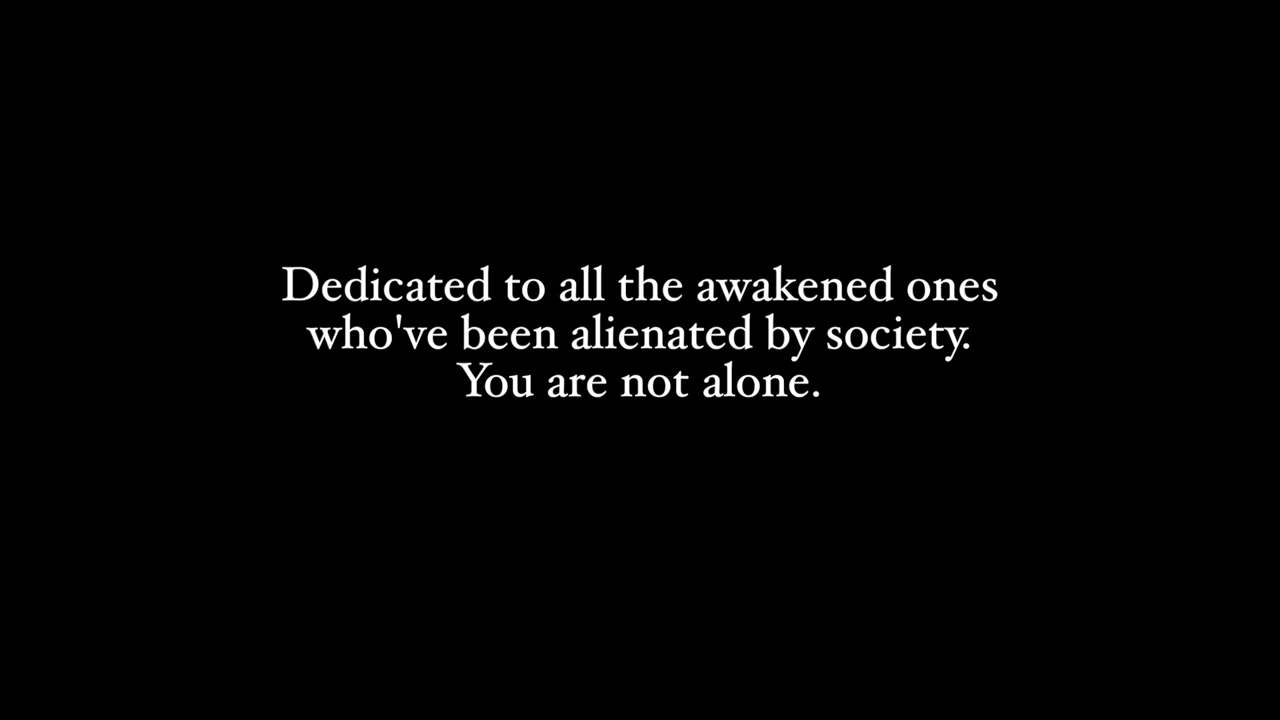 Dedicated to all the awakened ones
who've been alienated by society.
You are not alone.